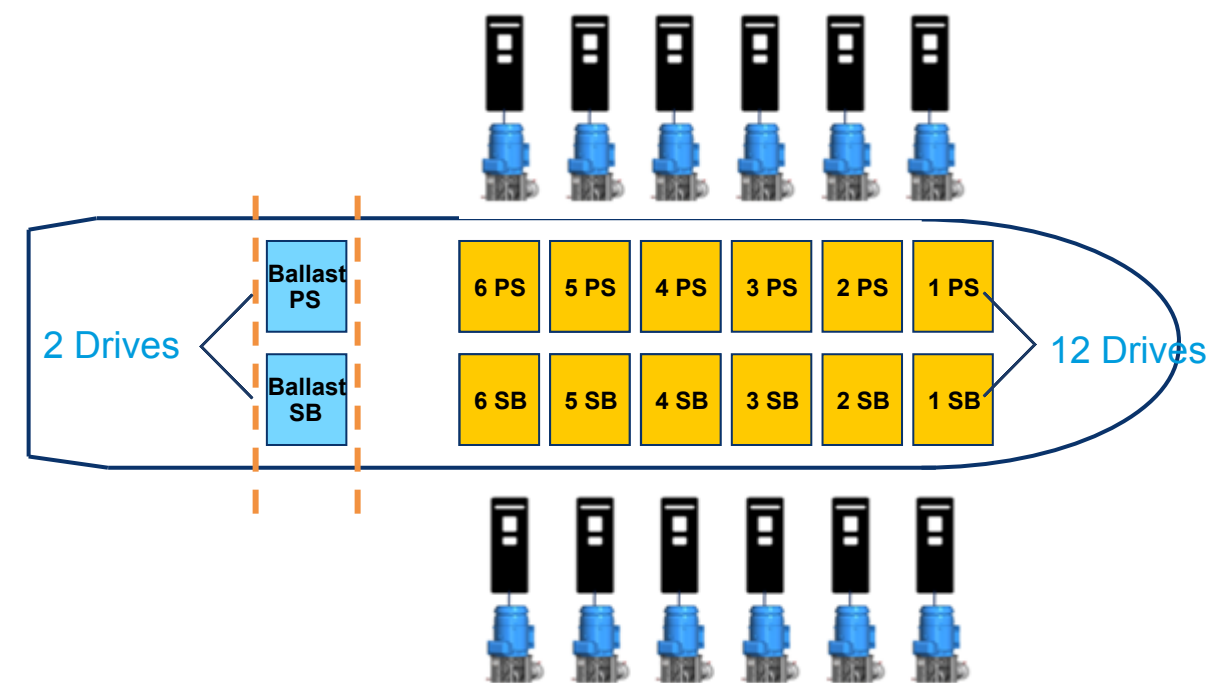 Ballast
PS
6 PS
5 PS
4 PS
3 PS
2 PS
1 PS
2 Drives
12 Drives
Ballast
SB
6 SB
5 SB
4 SB
3 SB
2 SB
1 SB